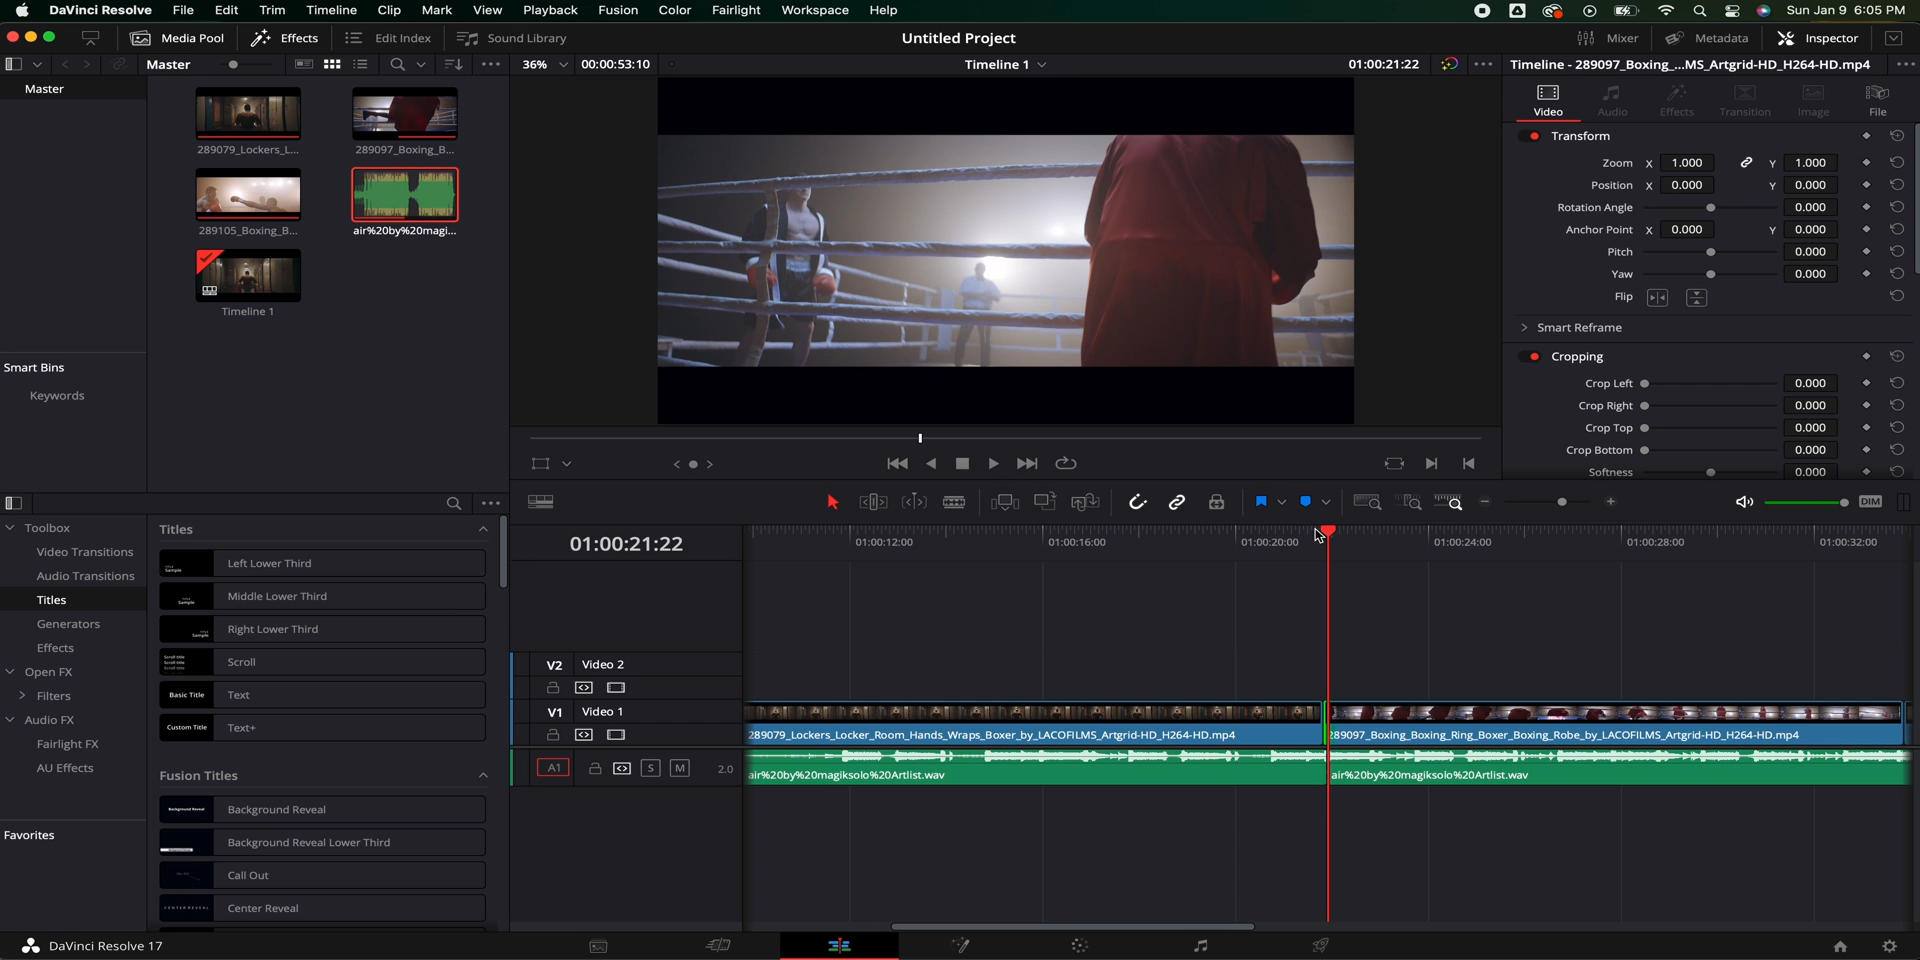 DaVinci Resolve File Edit Trim Timeline Clip Mark View Playback Fusion Color Fairlight Workspace Help Sun Jan 9 6:05 PM
Media Pool Effects Edit Index Sound Library Untitled Project Mixer Metadata Inspector
Master 36% 00:00:53:10 Timeline 1 01:00:21:22 Timeline - 289097_Boxing_...MS_Artgrid-HD_H264-HD.mp4
Master
Video Audio Effects Transition Image File
289079_Lockers_L... 289097_Boxing_B...
289105_Boxing_B... air%20by%20magi...
Timeline 1
Smart Bins
Keywords
Transform
Zoom X 1.000 Y 1.000
Position X 0.000 Y 0.000
Rotation Angle 0.000
Anchor Point X 0.000 Y 0.000
Pitch 0.000
Yaw 0.000
Flip
Smart Reframe
Cropping
Crop Left 0.000
Crop Right 0.000
Crop Top 0.000
Crop Bottom 0.000
Softness 0.000
DIM
Toolbox
Video Transitions
Audio Transitions
Titles
Generators
Effects
Open FX
Filters
Audio FX
Fairlight FX
AU Effects
Favorites
Titles
Left Lower Third
Middle Lower Third
Right Lower Third
Scroll
Basic Title Text
Custom Title Text+
Fusion Titles
Background Reveal Background Reveal
Background Reveal Lower Third
Call Out
CENTER REVEAL Center Reveal
01:00:21:22
01:00:12:00 01:00:16:00 01:00:20:00 01:00:24:00 01:00:28:00 01:00:32:00
V2 Video 2
V1 Video 1
289079_Lockers_Locker_Room_Hands_Wraps_Boxer_by_LACOFILMS_Artgrid-HD_H264-HD.mp4 289097_Boxing_Boxing_Ring_Boxer_Boxing_Robe_by_LACOFILMS_Artgrid-HD_H264-HD.mp4
A1 S M 2.0
air%20by%20magiksolo%20Artlist.wav air%20by%20magiksolo%20Artlist.wav
DaVinci Resolve 17